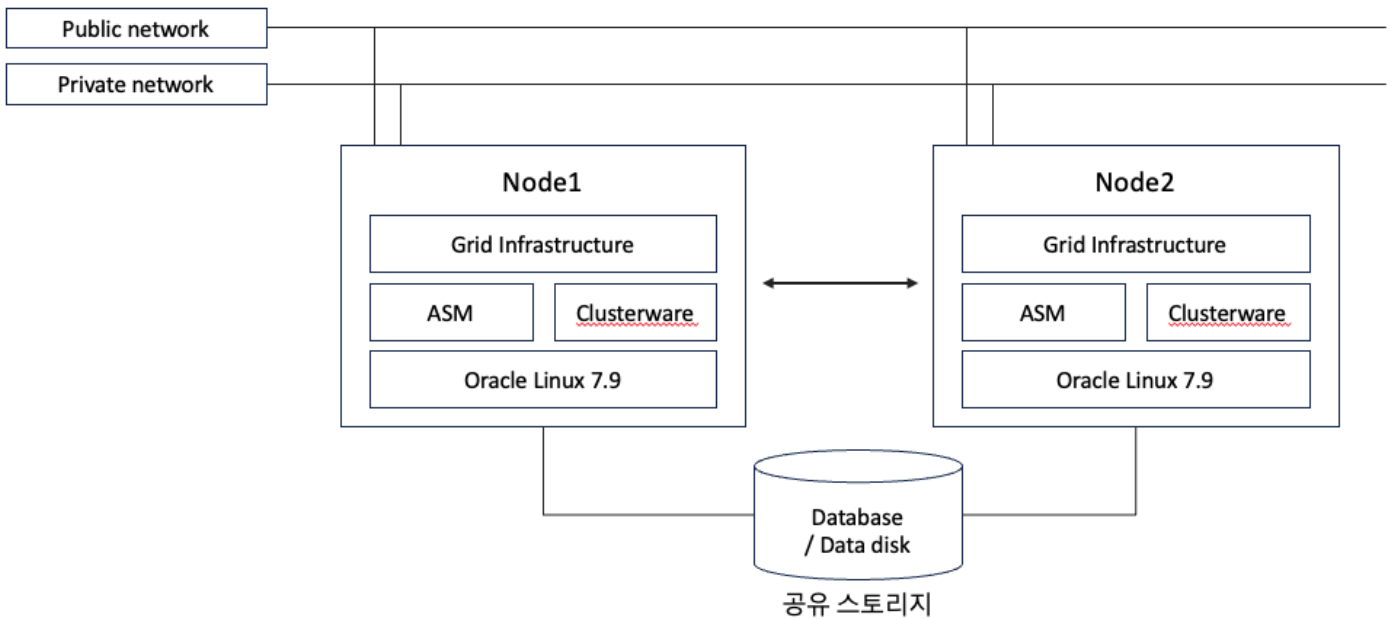 Public network
Private network
Node1
Grid Infrastructure
ASM
Clusterware
Oracle Linux 7.9
Node2
Grid Infrastructure
ASM
Clusterware
Oracle Linux 7.9
Database
/ Data disk
공유 스토리지